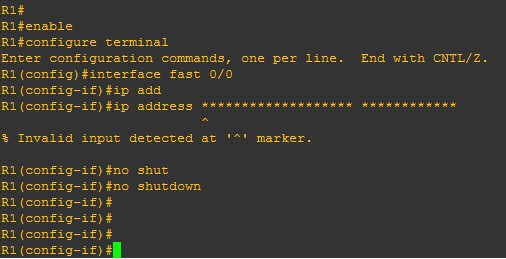 R1#
R1#enable
R1#configure terminal
Enter configuration commands, one per line.  End with CNTL/Z.
R1(config)#interface fast 0/0
R1(config-if)#ip add
R1(config-if)#ip address ******************* ************
                         ^
% Invalid input detected at '^' marker.

R1(config-if)#no shut
R1(config-if)#no shutdown
R1(config-if)#
R1(config-if)#
R1(config-if)#
R1(config-if)#